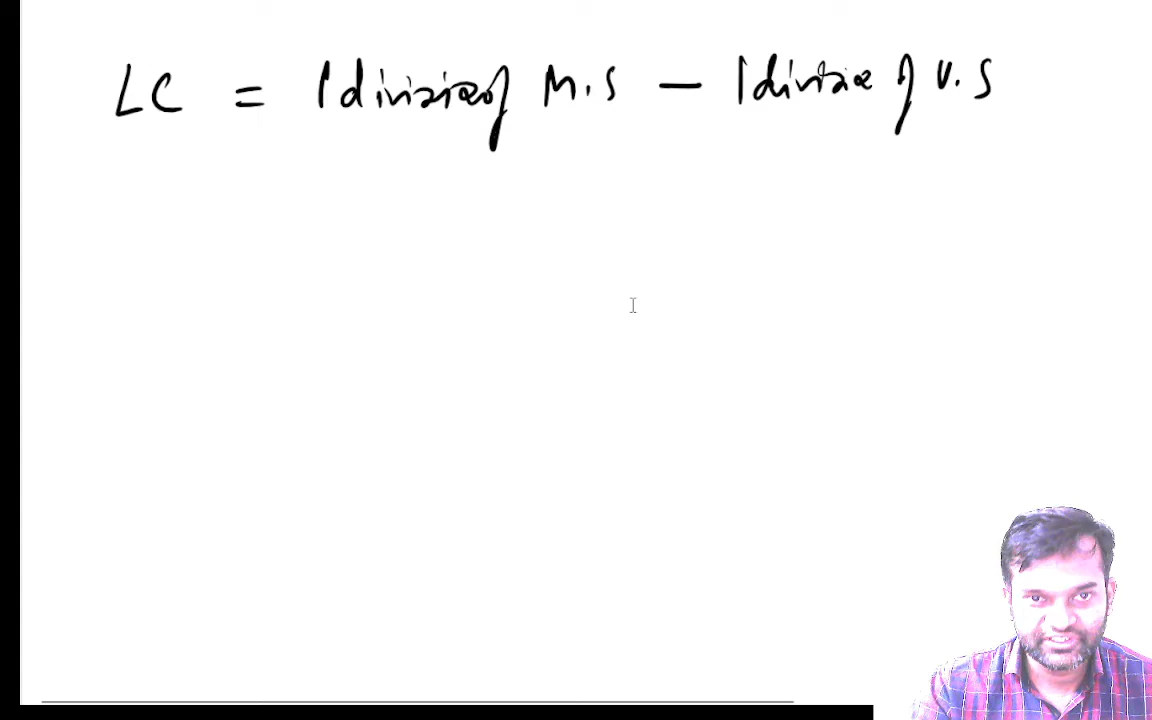 LC = 1 division of M.S — 1 division of V.S